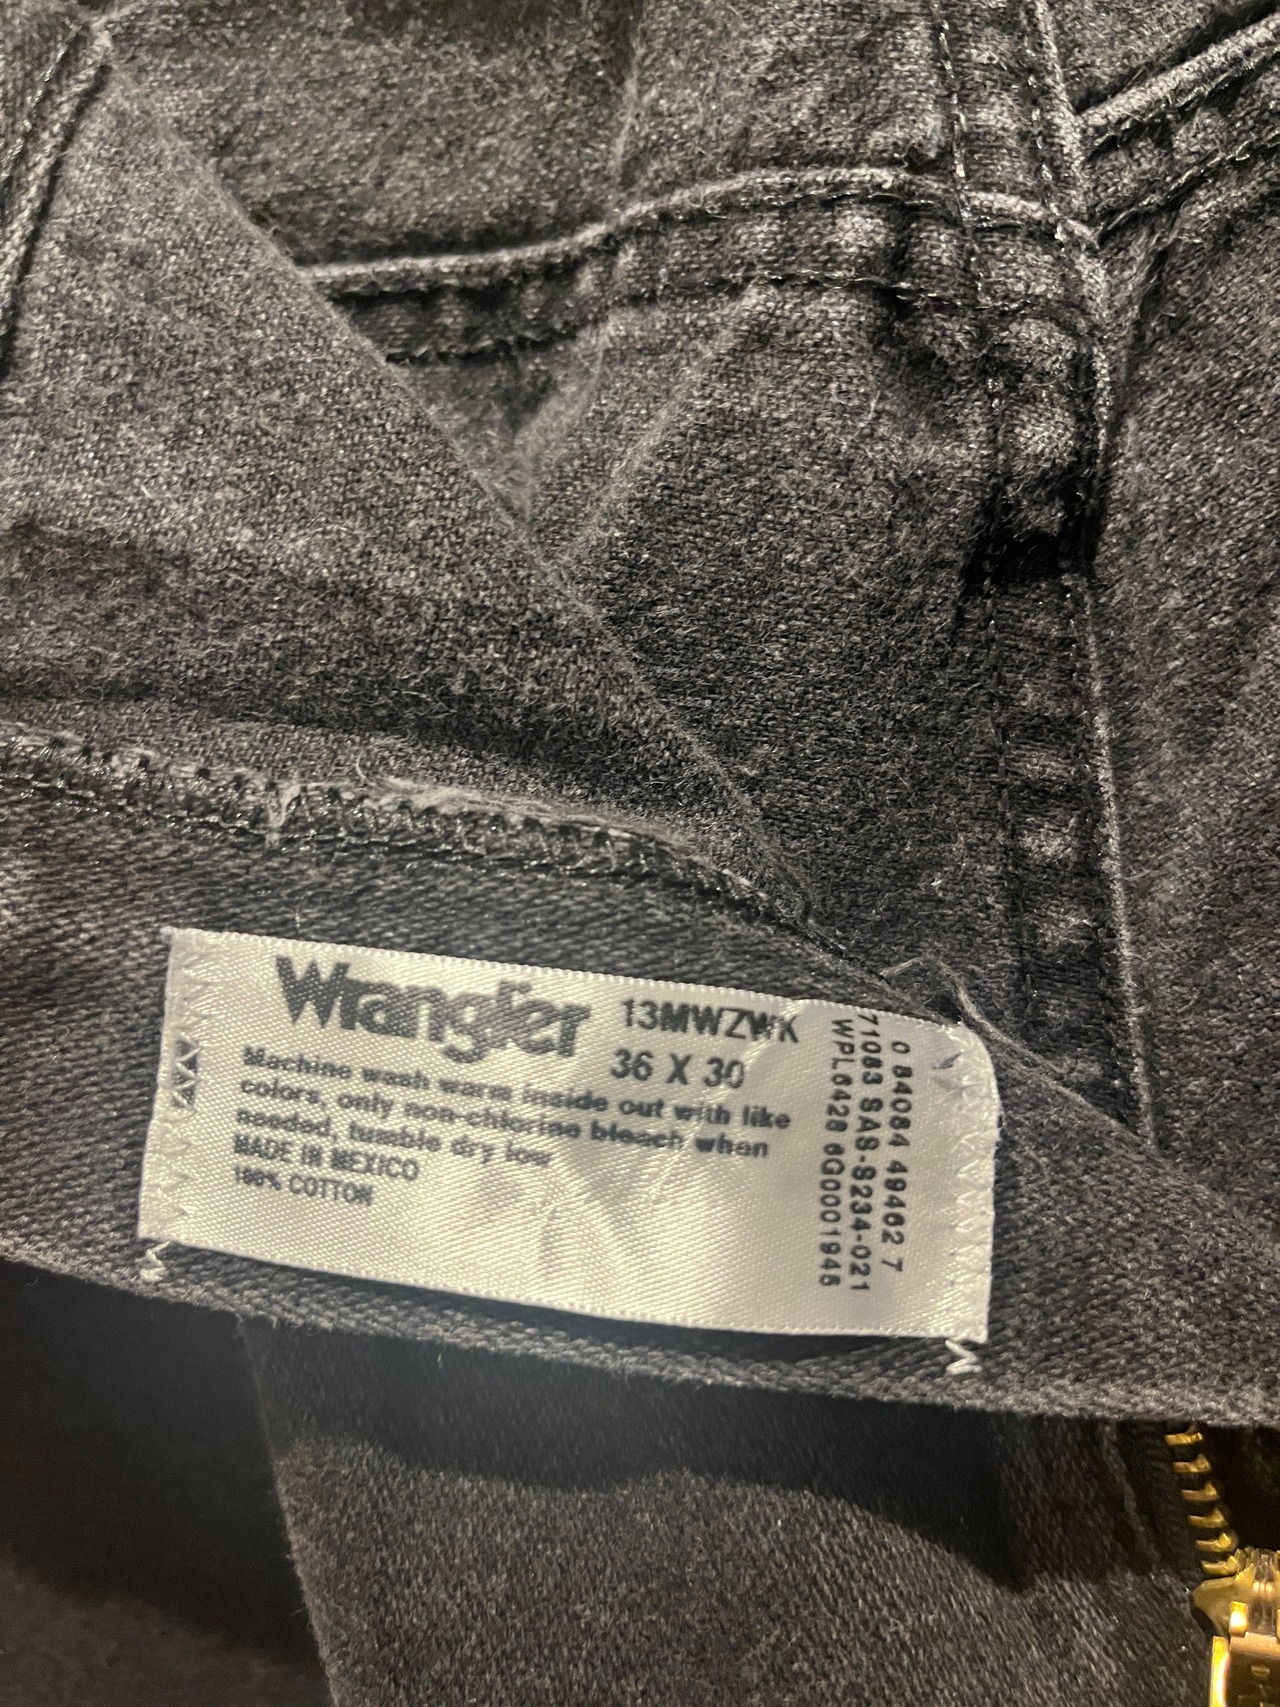 Wrangler
13MWZWK
36 X 30
Machine wash warm inside out with like
colors, only non-chlorine bleach when
needed, tumble dry low
MADE IN MEXICO
100% COTTON
0 84084 49462 7
71083 SAS-S234-021
WPL6428 6G0001946